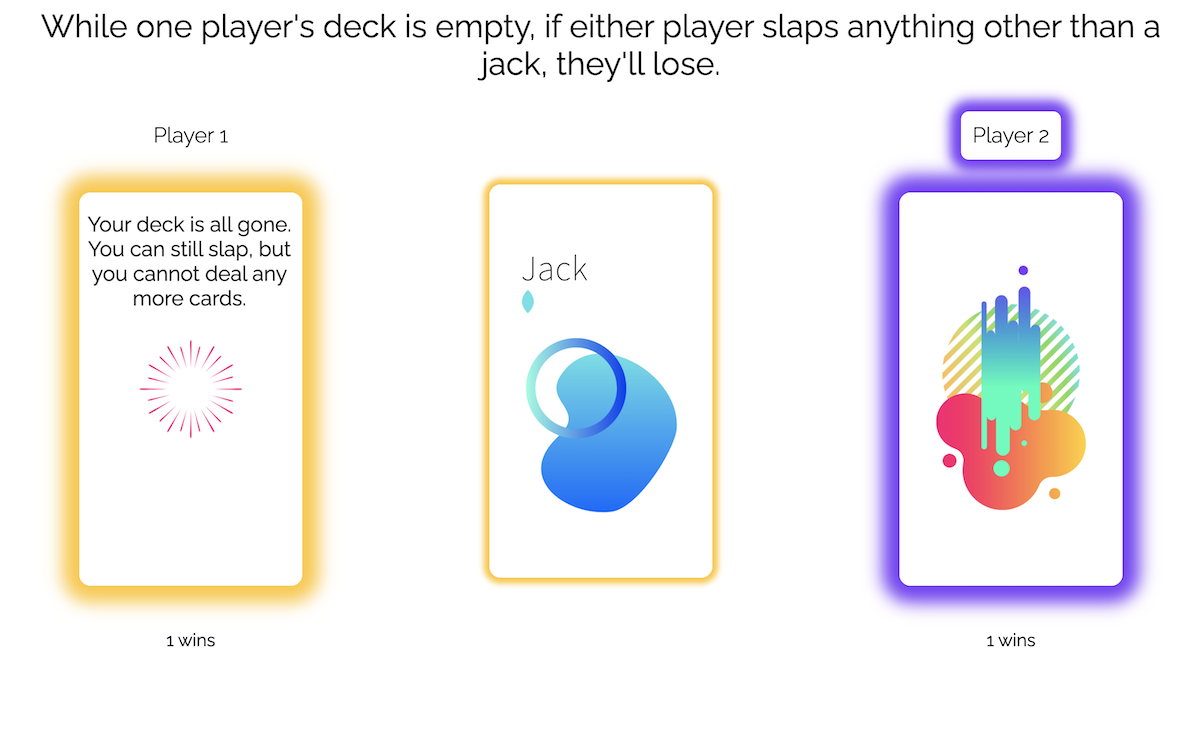 While one player's deck is empty, if either player slaps anything other than a
jack, they'll lose.
Player 1
Player 2
Your deck is all gone.
You can still slap, but
you cannot deal any
more cards.
Jack
1 wins
1 wins